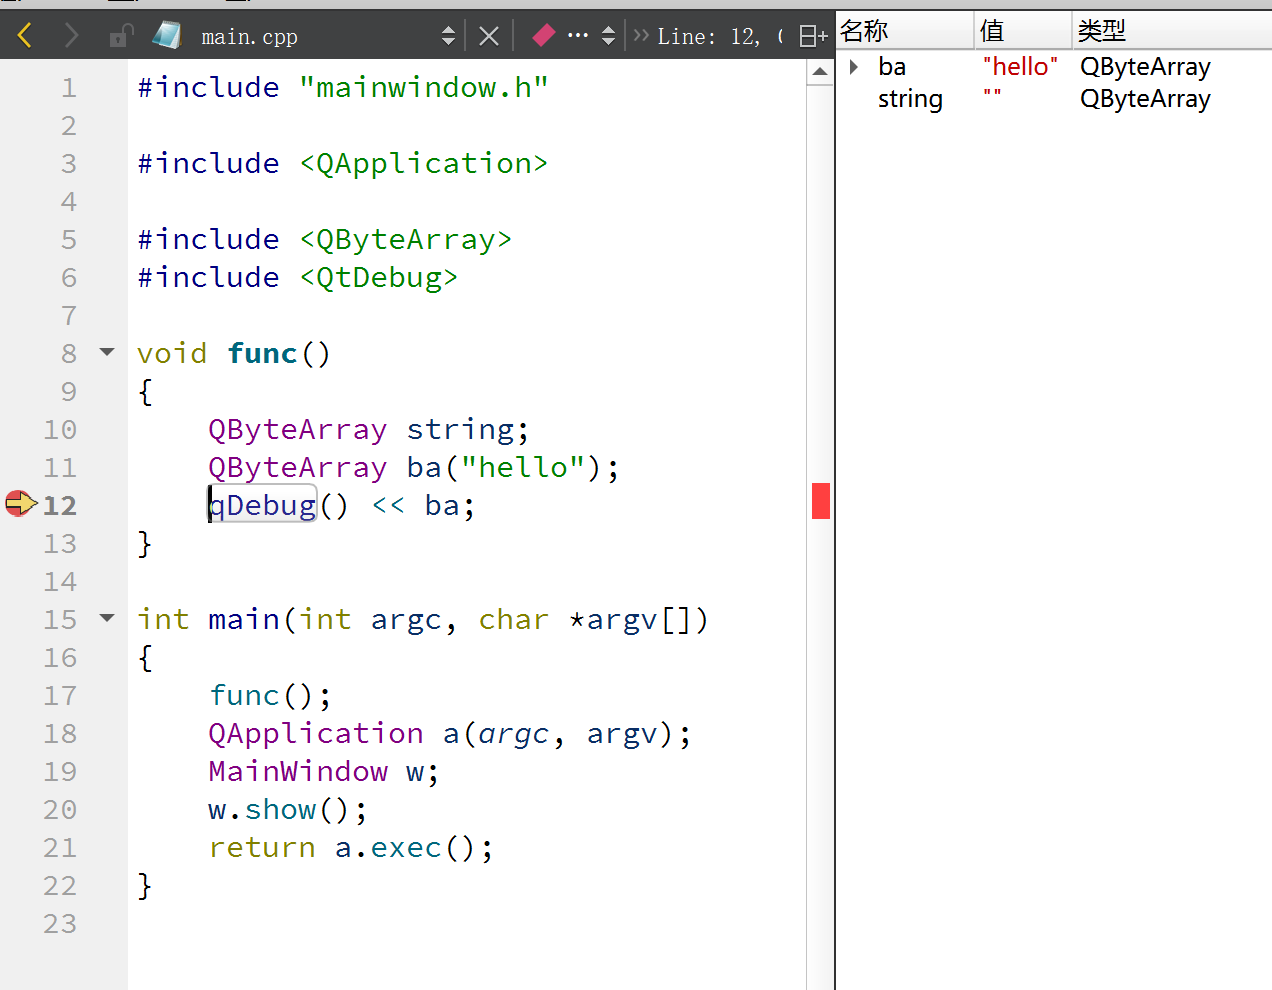 main.cpp
Line: 12,
1 #include "mainwindow.h"
2
3 #include <QApplication>
4
5 #include <QByteArray>
6 #include <QtDebug>
7
8 void func()
9 {
10 QByteArray string;
11 QByteArray ba("hello");
12 qDebug() << ba;
13 }
14
15 int main(int argc, char *argv[])
16 {
17 func();
18 QApplication a(argc, argv);
19 MainWindow w;
20 w.show();
21 return a.exec();
22 }
23
名称 值 类型
ba "hello" QByteArray
string "" QByteArray